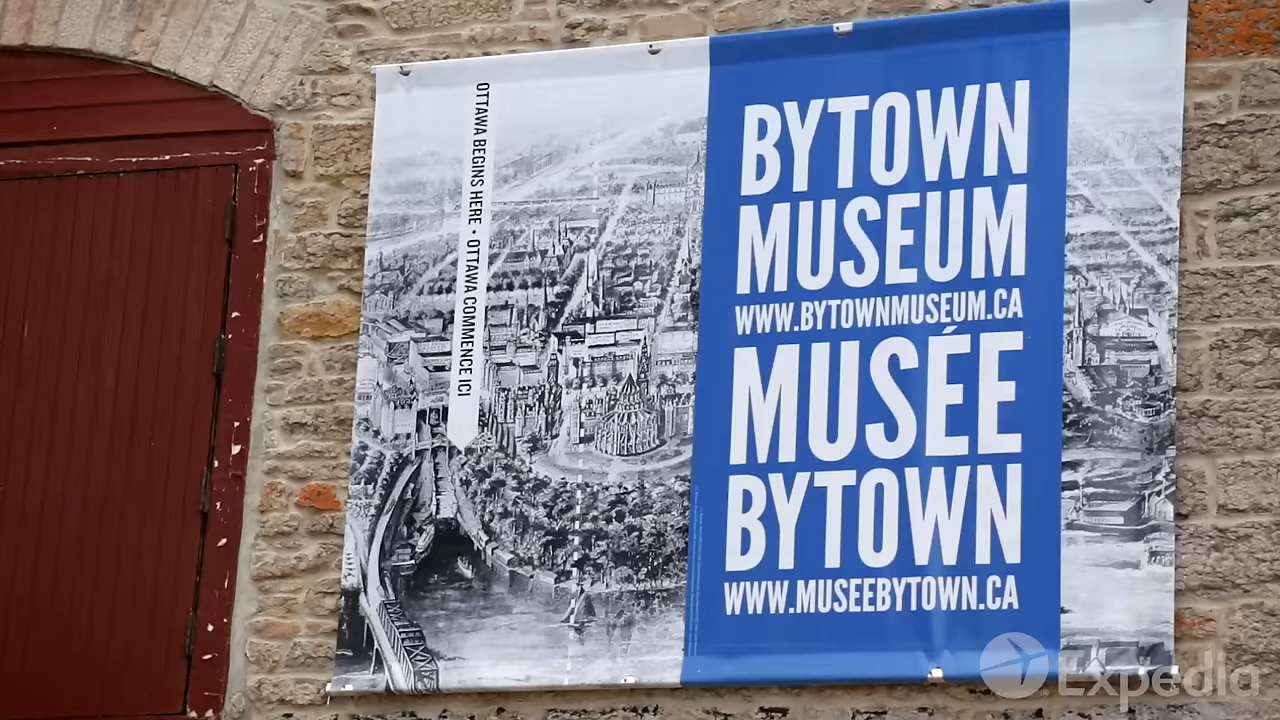 OTTAWA BEGINS HERE • OTTAWA COMMENCE ICI
BYTOWN
MUSEUM
WWW.BYTOWNMUSEUM.CA
MUSÉE
BYTOWN
WWW.MUSEEBYTOWN.CA
Expedia